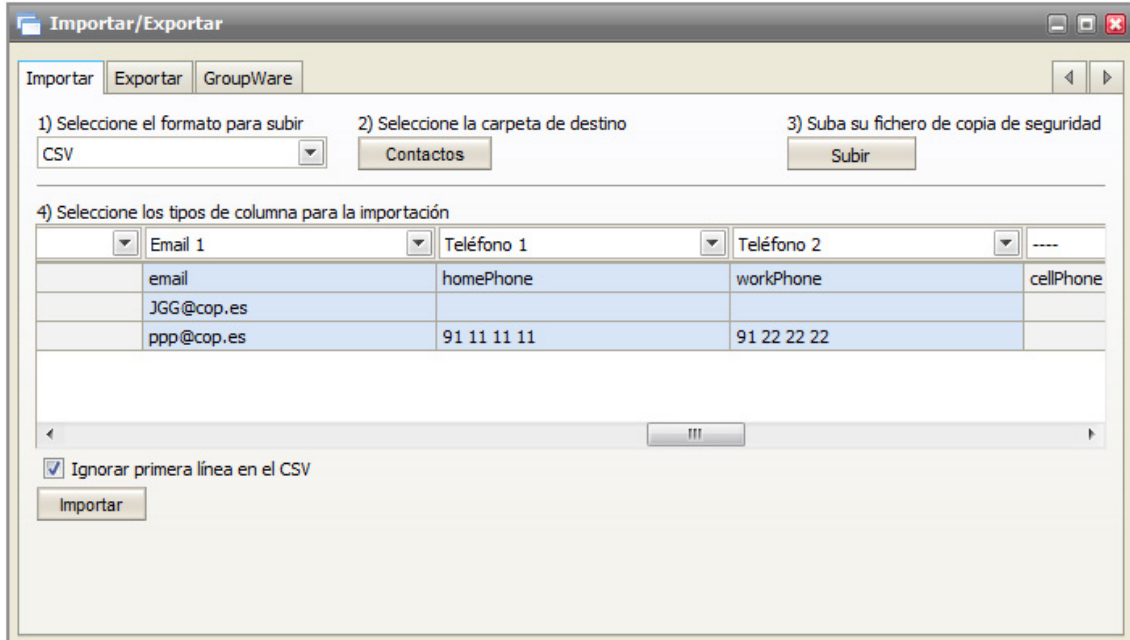 Importar/Exportar
Importar Exportar GroupWare
1) Seleccione el formato para subir 2) Seleccione la carpeta de destino 3) Suba su fichero de copia de seguridad
CSV Contactos Subir
4) Seleccione los tipos de columna para la importación
Email 1 Teléfono 1 Teléfono 2 ----
email homePhone workPhone cellPhone
JGG@cop.es
ppp@cop.es 91 11 11 11 91 22 22 22
Ignorar primera línea en el CSV
Importar